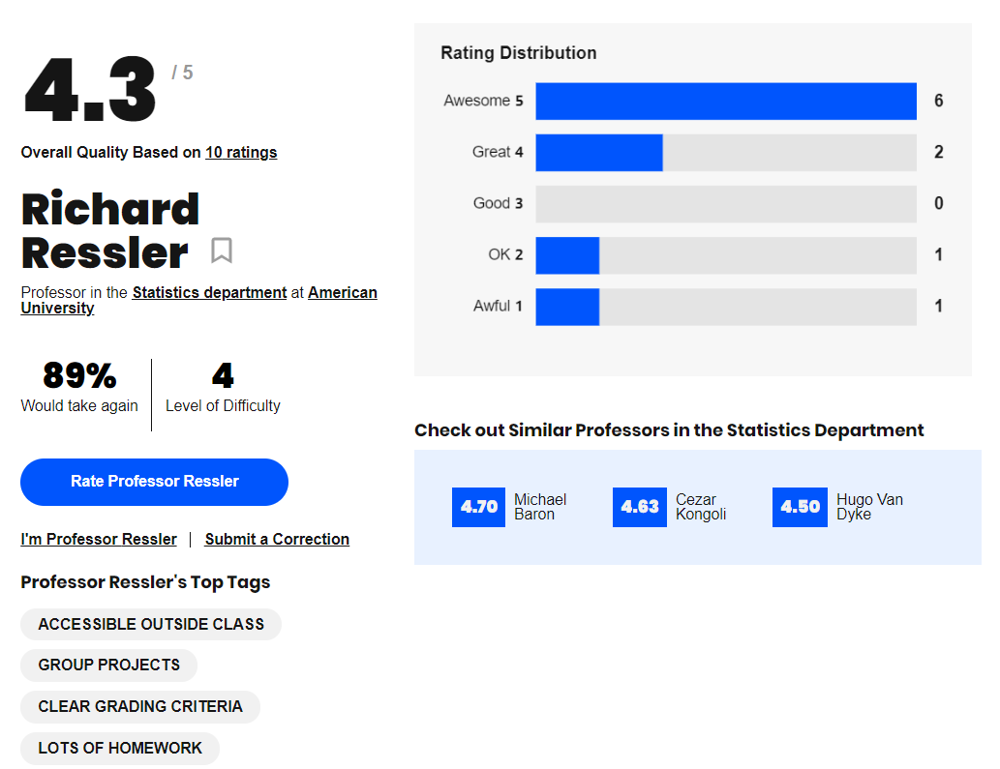 4.3 / 5
Overall Quality Based on 10 ratings
Richard
Ressler
Professor in the Statistics department at American
University
89%
Would take again
4
Level of Difficulty
Rate Professor Ressler
I'm Professor Ressler | Submit a Correction
Professor Ressler's Top Tags
ACCESSIBLE OUTSIDE CLASS
GROUP PROJECTS
CLEAR GRADING CRITERIA
LOTS OF HOMEWORK
Rating Distribution
Awesome 5 6
Great 4 2
Good 3 0
OK 2 1
Awful 1 1
Check out Similar Professors in the Statistics Department
4.70 Michael
Baron
4.63 Cezar
Kongoli
4.50 Hugo Van
Dyke